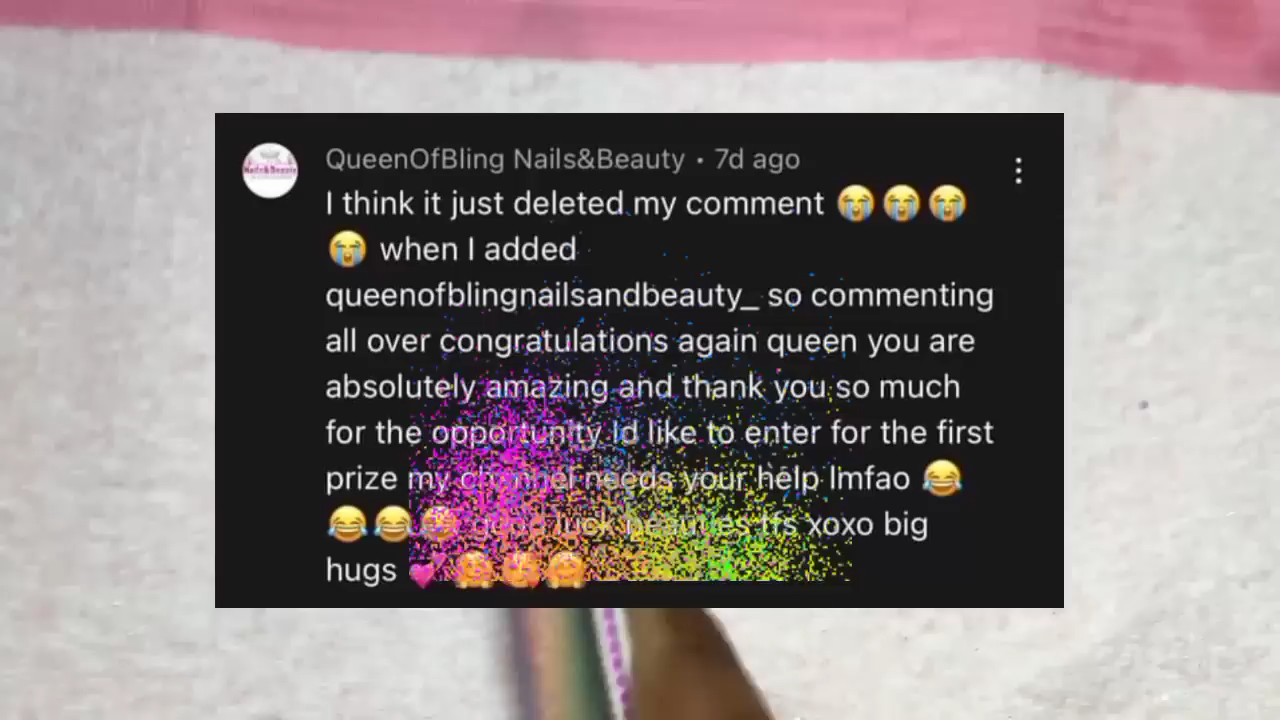 QueenOfBling Nails&Beauty • 7d ago
I think it just deleted my comment 😭😭😭
😭 when I added
queenofblingnailsandbeauty_ so commenting
all over congratulations again queen you are
absolutely amazing and thank you so much
for the opportunity Id like to enter for the first
prize my channel needs your help lmfao 😂
😂😂😂 good luck beauties tfs xoxo big
hugs 💕🤗🤗🤗